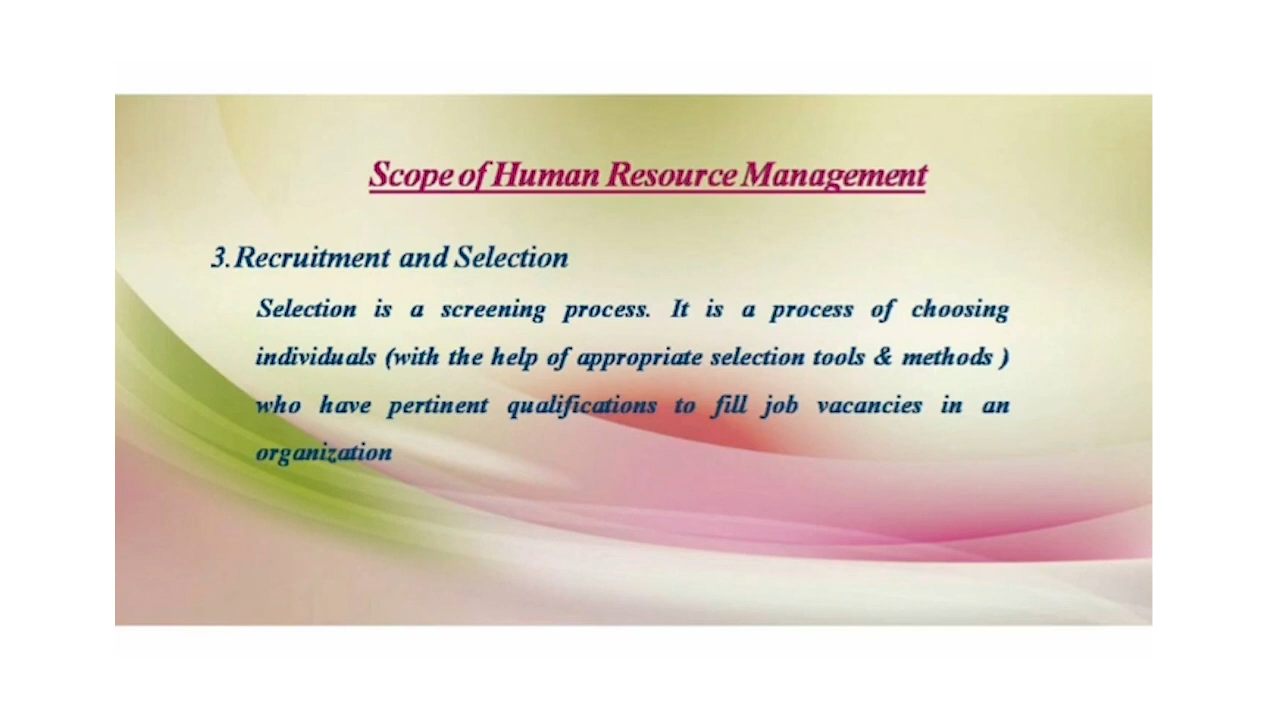 Scope of Human Resource Management
3. Recruitment and Selection
Selection is a screening process. It is a process of choosing
individuals (with the help of appropriate selection tools & methods )
who have pertinent qualifications to fill job vacancies in an
organization